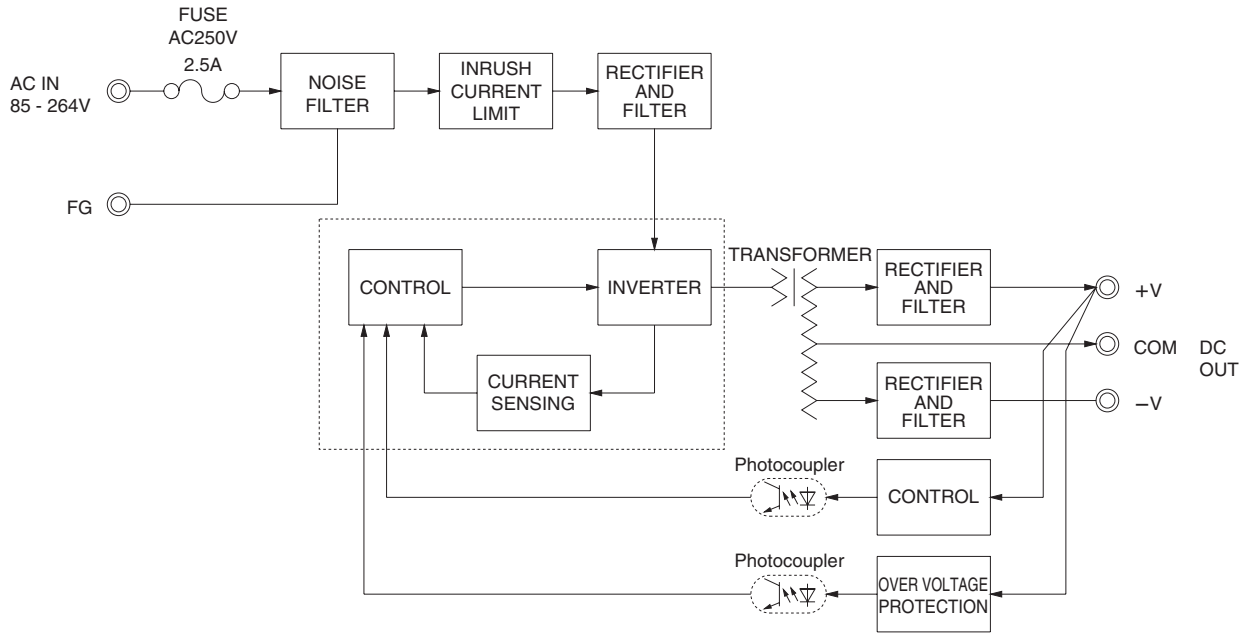 FUSE
AC250V
2.5A
AC IN
85 - 264V
NOISE
FILTER
INRUSH
CURRENT
LIMIT
RECTIFIER
AND
FILTER
FG
CONTROL
INVERTER
CURRENT
SENSING
TRANSFORMER
RECTIFIER
AND
FILTER
+V
COM
DC
OUT
RECTIFIER
AND
FILTER
−V
Photocoupler
CONTROL
Photocoupler
OVER VOLTAGE
PROTECTION